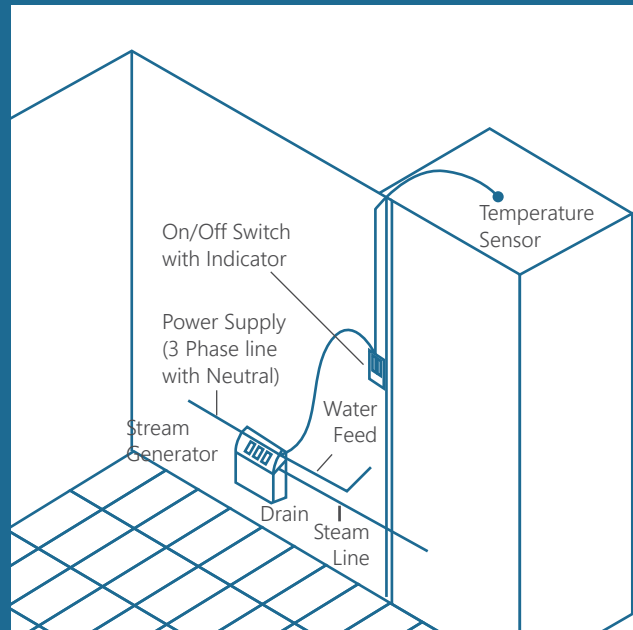 Temperature
Sensor
On/Off Switch
with Indicator
Power Supply
(3 Phase line
with Neutral)
Water
Feed
Stream
Generator
Drain
Steam
Line